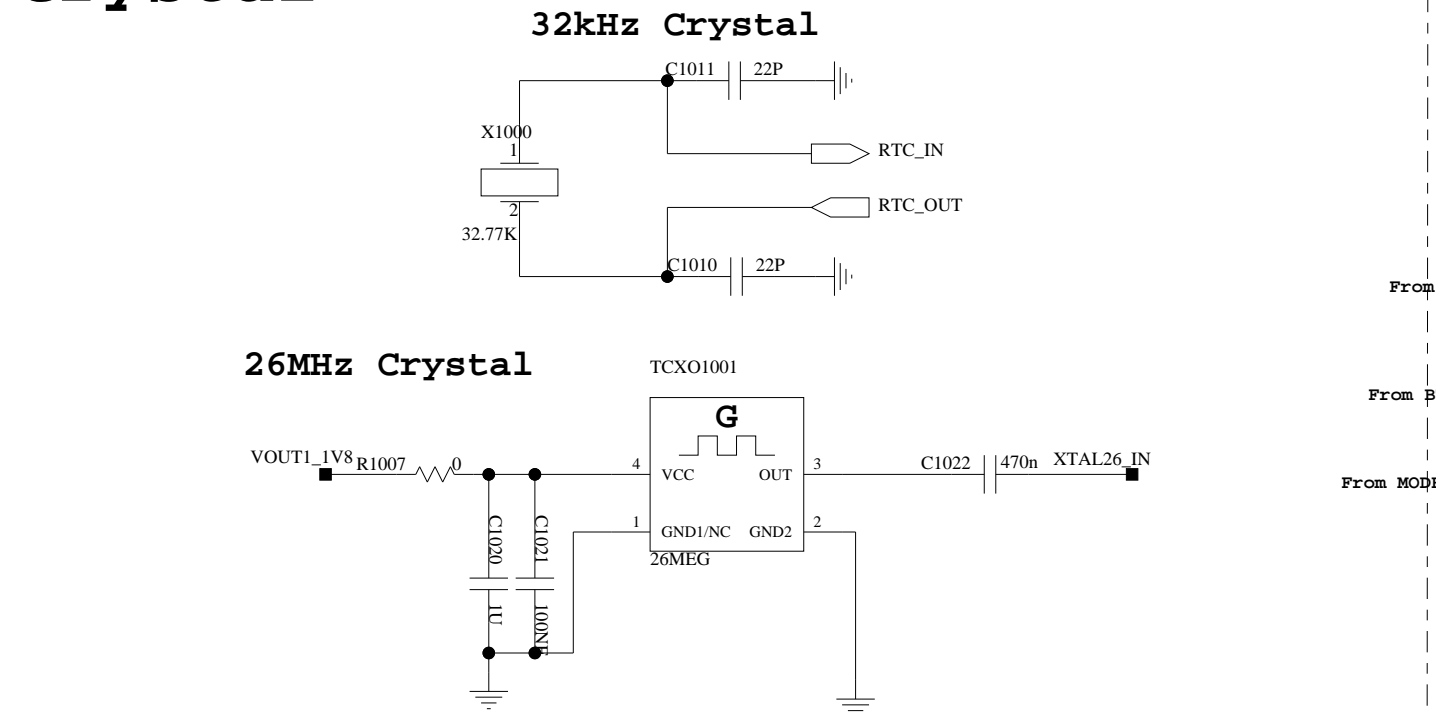 32kHz Crystal
C1011 22P
X1000
1
RTC_IN
2
RTC_OUT
32.77K
C1010 22P
From
26MHz Crystal
TCXO1001
From B
G
VOUT1_1V8 R1007 0
4 VCC OUT 3
C1022 470n XTAL26_IN
From MODE
C1020 C1021
1 GND1/NC GND2 2
26MEG
1U